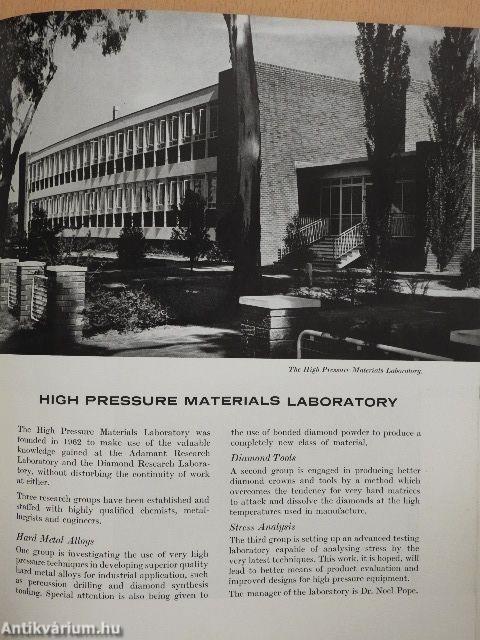 The High Pressure Materials Laboratory.
HIGH PRESSURE MATERIALS LABORATORY
The High Pressure Materials Laboratory was
founded in 1962 to make use of the valuable
knowledge gained at the Adamant Research
Laboratory and the Diamond Research Labora-
tory, without disturbing the continuity of work
at either.
Three research groups have been established and
staffed with highly qualified chemists, metal-
lurgists and engineers.
Hard Metal Alloys
One group is investigating the use of very high
pressure techniques in developing superior quality
hard metal alloys for industrial application, such
as percussion drilling and diamond synthesis
tooling. Special attention is also being given to
the use of bonded diamond powder to produce a
completely new class of material.
Diamond Tools
A second group is engaged in producing better
diamond crowns and tools by a method which
overcomes the tendency for very hard matrices
to attack and dissolve the diamonds at the high
temperatures used in manufacture.
Stress Analysis
The third group is setting up an advanced testing
laboratory capable of analysing stress by the
very latest techniques. This work, it is hoped, will
lead to better means of product evaluation and
improved designs for high pressure equipment.
The manager of the laboratory is Dr. Noel Pope.
Antikvárium.hu